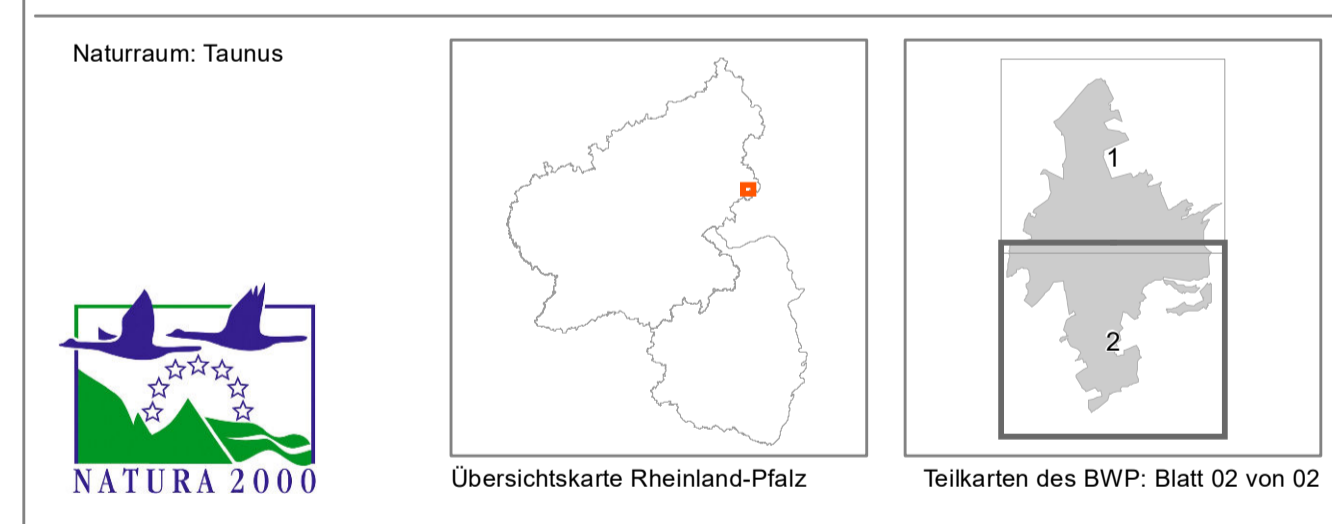 Naturraum: Taunus
1
2
NATURA 2000
Übersichtskarte Rheinland-Pfalz
Teilkarten des BWP: Blatt 02 von 02